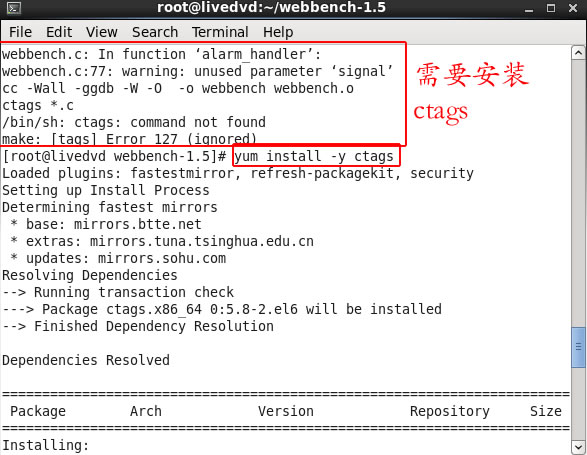 root@livedvd:~/webbench-1.5
File Edit View Search Terminal Help
webbench.c: In function ‘alarm_handler’:
webbench.c:77: warning: unused parameter ‘signal’
cc -Wall -ggdb -W -O  -o webbench webbench.o
ctags *.c
/bin/sh: ctags: command not found
make: [tags] Error 127 (ignored)
需要安装
ctags
[root@livedvd webbench-1.5]# yum install -y ctags
Loaded plugins: fastestmirror, refresh-packagekit, security
Setting up Install Process
Determining fastest mirrors
 * base: mirrors.btte.net
 * extras: mirrors.tuna.tsinghua.edu.cn
 * updates: mirrors.sohu.com
Resolving Dependencies
--> Running transaction check
---> Package ctags.x86_64 0:5.8-2.el6 will be installed
--> Finished Dependency Resolution
Dependencies Resolved
================================================================================
Package Arch Version Repository Size
================================================================================
Installing: